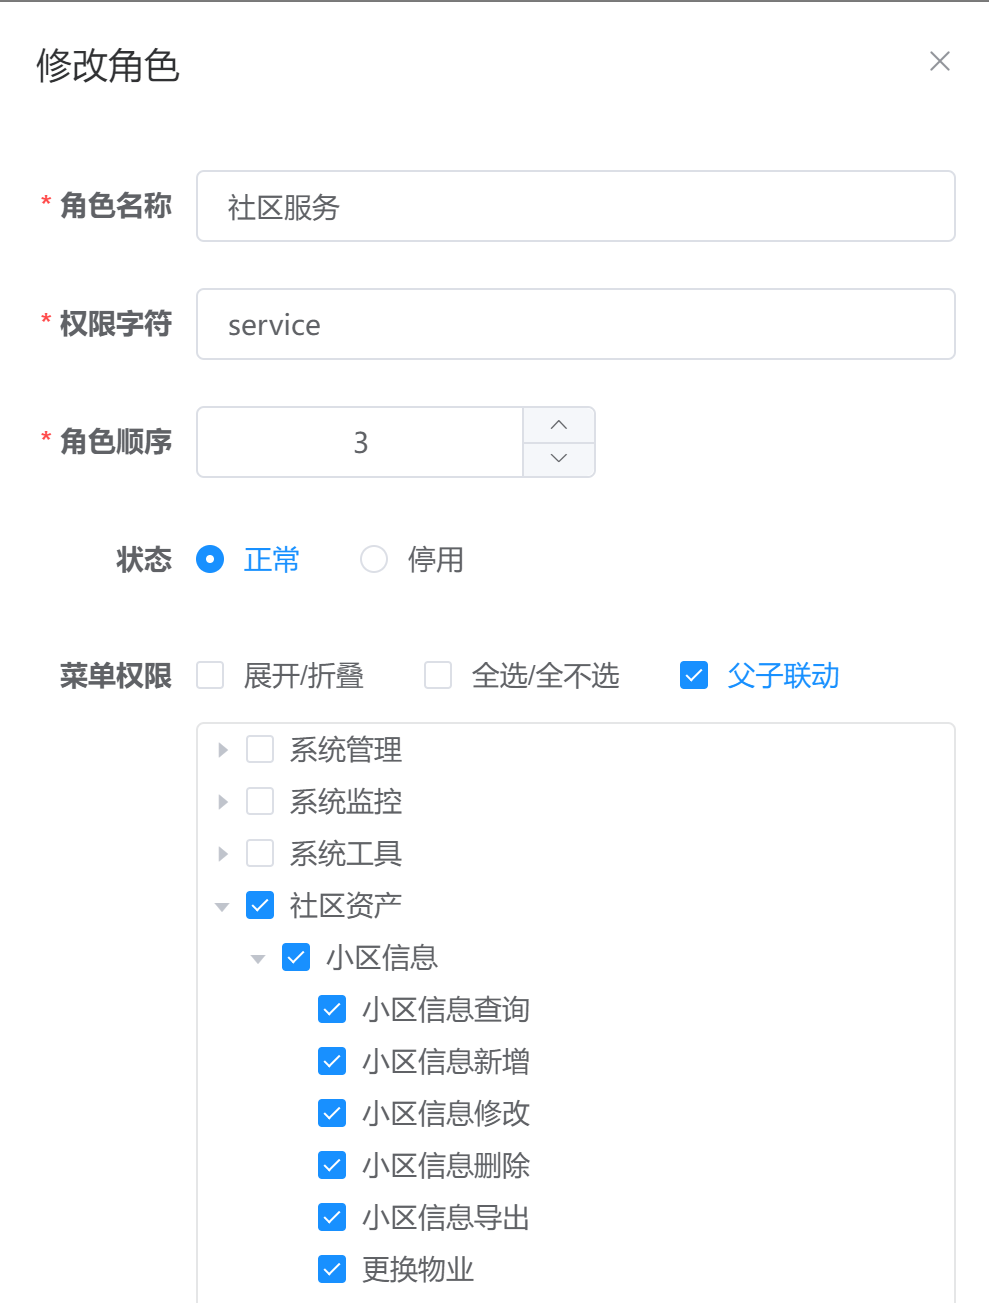 修改角色
* 角色名称 社区服务
* 权限字符 service
* 角色顺序 3
状态 正常 停用
菜单权限 展开/折叠 全选/全不选 父子联动
系统管理
系统监控
系统工具
社区资产
小区信息
小区信息查询
小区信息新增
小区信息修改
小区信息删除
小区信息导出
更换物业